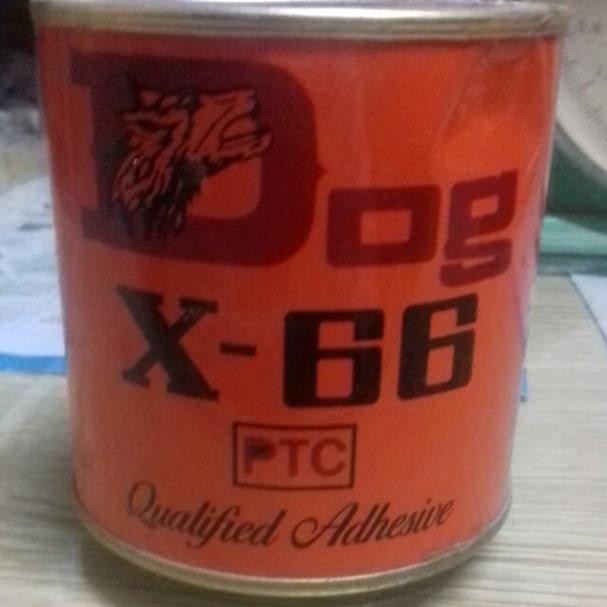 Dog
X-66
PTC
Qualified Adhesive